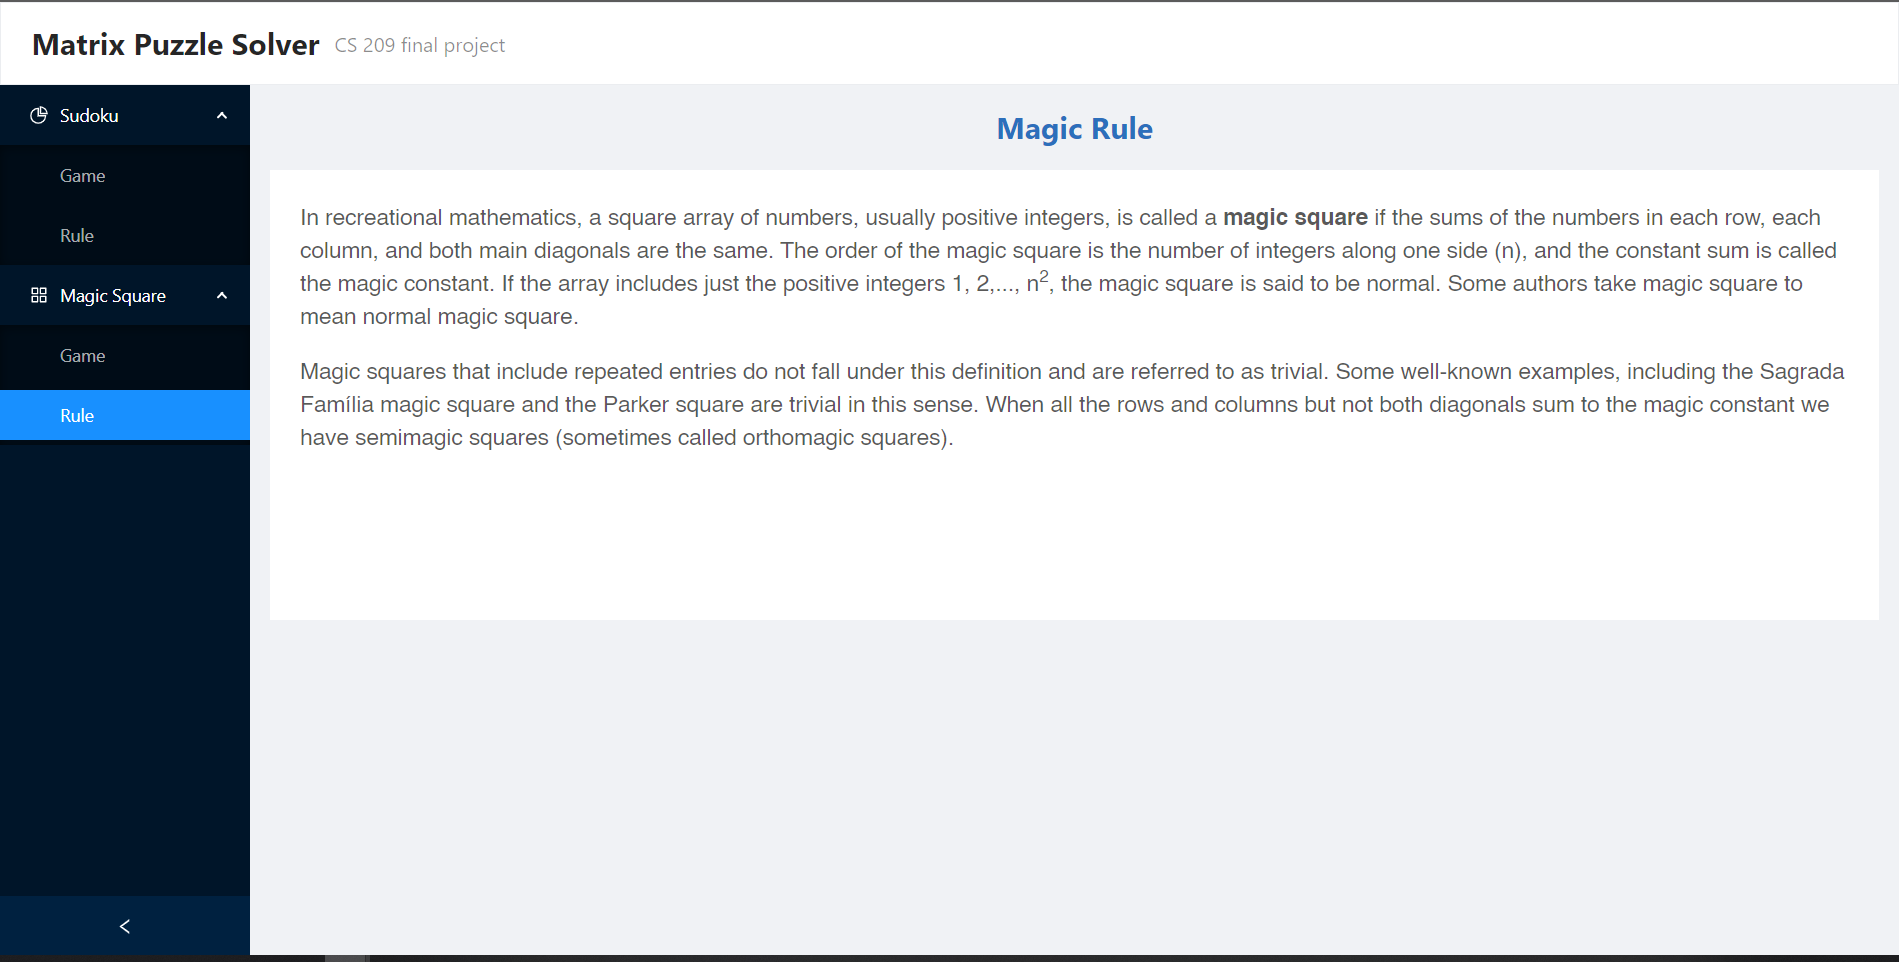 Matrix Puzzle Solver CS 209 final project
Sudoku
Game
Rule
Magic Square
Game
Rule
Magic Rule
In recreational mathematics, a square array of numbers, usually positive integers, is called a magic square if the sums of the numbers in each row, each
column, and both main diagonals are the same. The order of the magic square is the number of integers along one side (n), and the constant sum is called
the magic constant. If the array includes just the positive integers 1, 2,..., n², the magic square is said to be normal. Some authors take magic square to
mean normal magic square.
Magic squares that include repeated entries do not fall under this definition and are referred to as trivial. Some well-known examples, including the Sagrada
Família magic square and the Parker square are trivial in this sense. When all the rows and columns but not both diagonals sum to the magic constant we
have semimagic squares (sometimes called orthomagic squares).